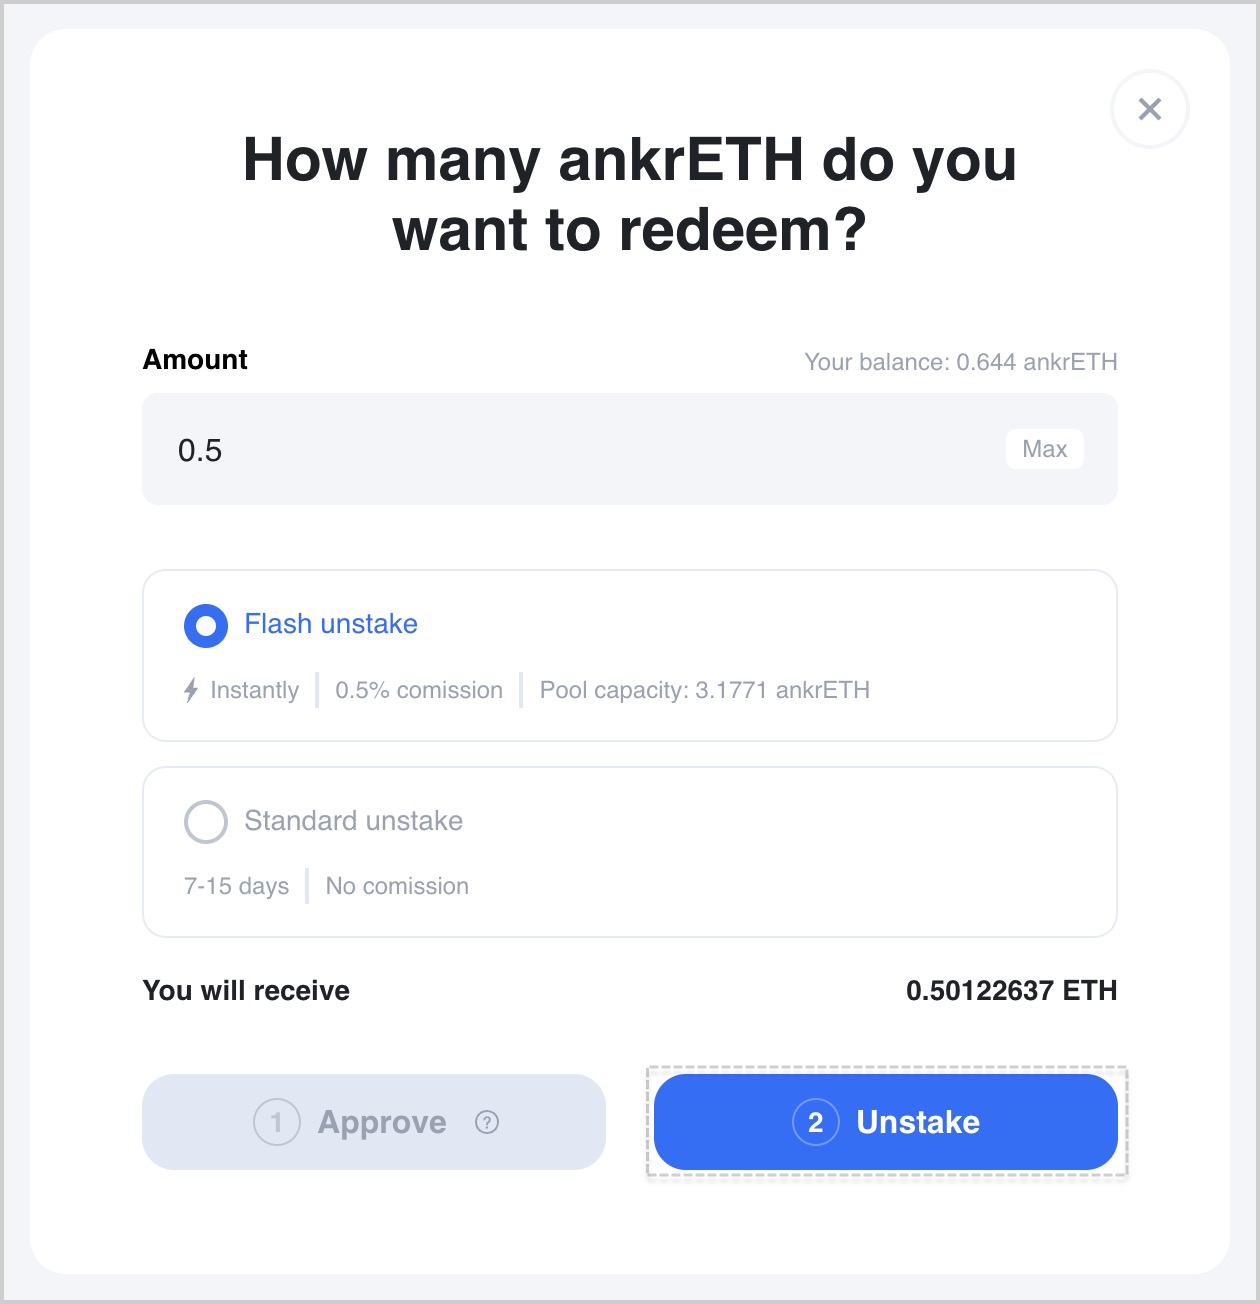 How many ankrETH do you
want to redeem?
Amount
Your balance: 0.644 ankrETH
0.5
Max
Flash unstake
Instantly
0.5% comission
Pool capacity: 3.1771 ankrETH
Standard unstake
7-15 days
No comission
You will receive
0.50122637 ETH
1 Approve ?
2 Unstake